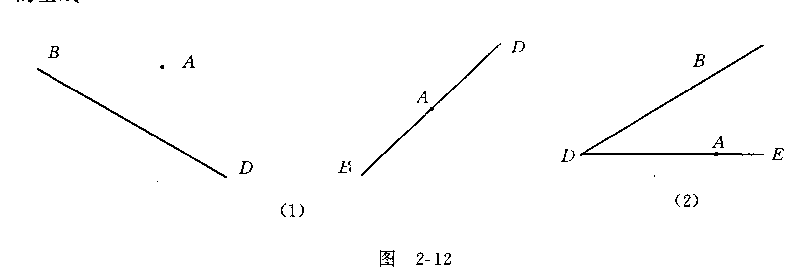 B A D
D A B
B D A E
(1) (2)
图 2-12